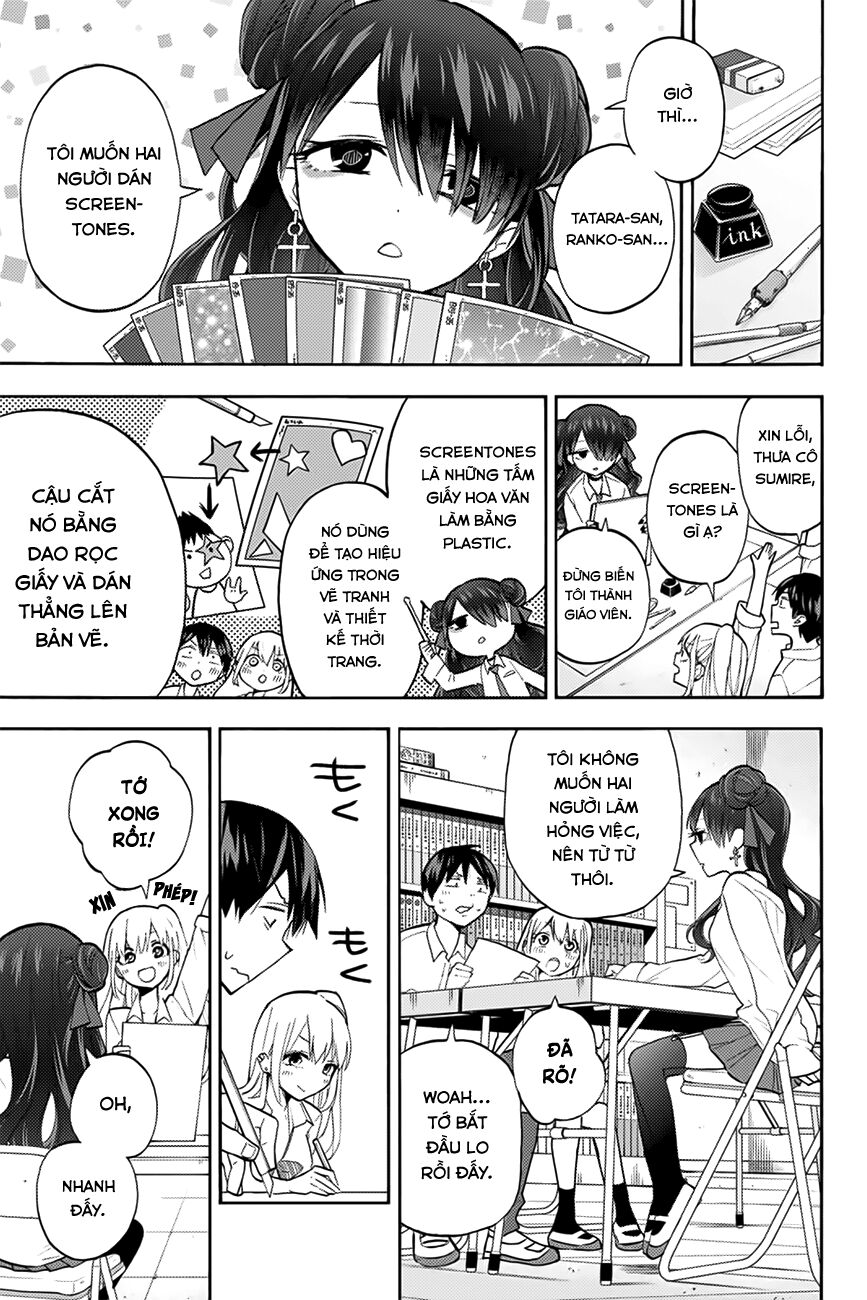 GIỜ
THÌ...
ink
TATARA-SAN,
RANKO-SAN...
TÔI MUỐN HAI
NGƯỜI DÁN
SCREEN-
TONES.
XIN LỖI,
THƯA CÔ
SUMIRE,
SCREEN-
TONES LÀ
GÌ Ạ?
ĐỪNG BIẾN
TÔI THÀNH
GIÁO VIÊN.
SCREENTONES
LÀ NHỮNG TẤM
GIẤY HOA VĂN
LÀM BẰNG
PLASTIC.
NÓ DÙNG
ĐỂ TẠO HIỆU
ỨNG TRONG
VẼ TRANH
VÀ THIẾT
KẾ THỜI
TRANG.
CẬU CẮT
NÓ BẰNG
DAO RỌC
GIẤY VÀ DÁN
THẲNG LÊN
BẢN VẼ.
TÔI KHÔNG
MUỐN HAI
NGƯỜI LÀM
HỎNG VIỆC,
NÊN TỪ TỪ
THÔI.
ĐÃ
RÕ!
WOAH...
TỚ BẮT
ĐẦU LO
RỒI ĐẤY.
もく
もく
TỚ
XONG
RỒI!
XIN PHÉP!
OH,
NHANH
ĐẤY.